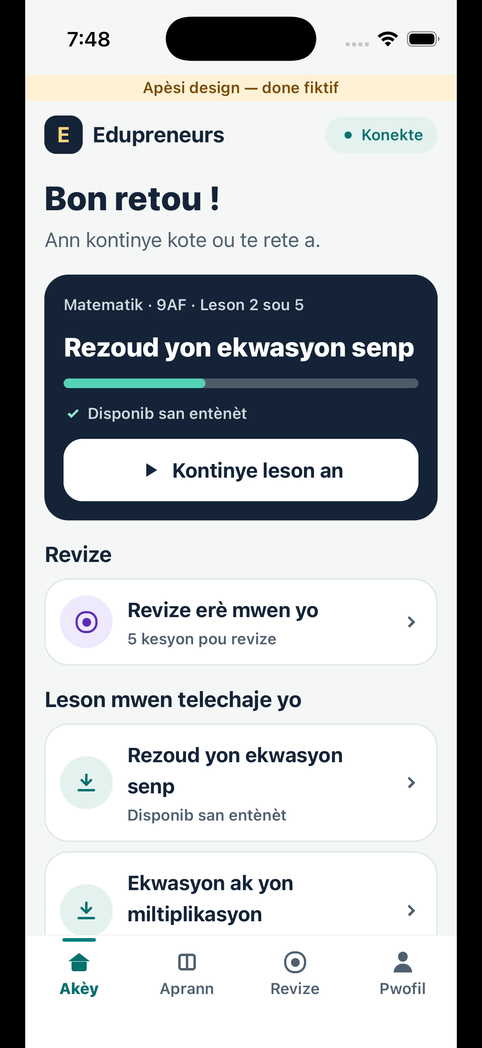 7:48
Apèsi design — done fiktif
E Edupreneurs
Konekte
Bon retou !
Ann kontinye kote ou te rete a.
Matematik · 9AF · Leson 2 sou 5
Rezoud yon ekwasyon senp
Disponib san entènèt
Kontinye leson an
Revize
Revize erè mwen yo
5 kesyon pou revize
Leson mwen telechaje yo
Rezoud yon ekwasyon
senp
Disponib san entènèt
Ekwasyon ak yon
miltiplikasyon
Akèy
Aprann
Revize
Pwofil